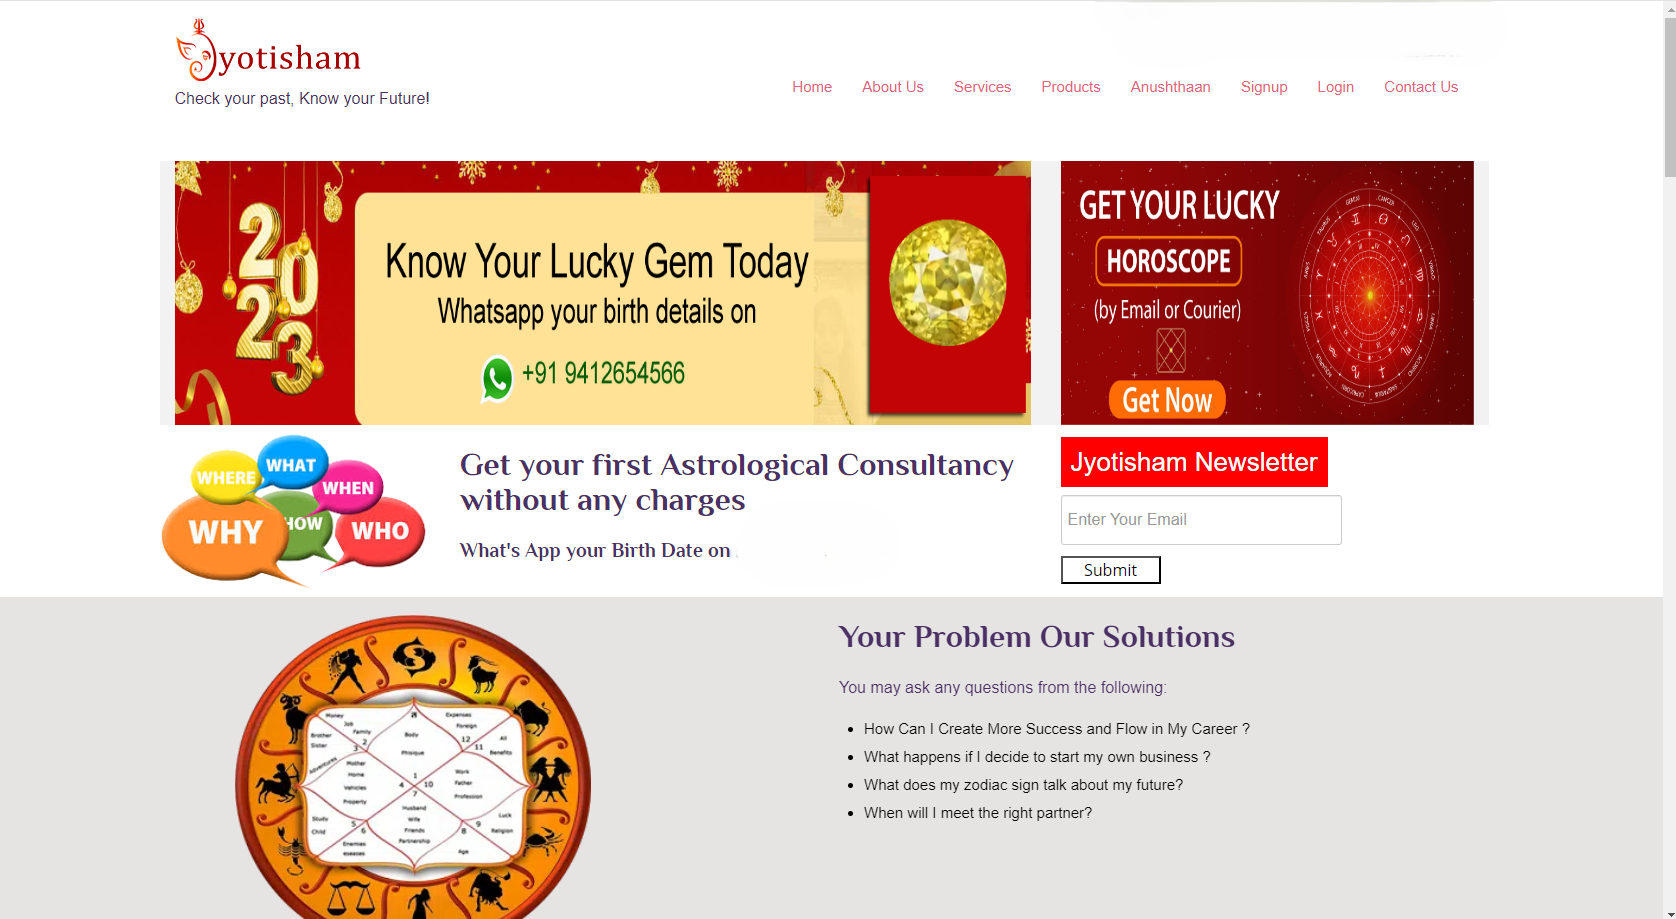 Jyotisham
Check your past, Know your Future!
Home About Us Services Products Anushthaan Signup Login Contact Us
2023
Know Your Lucky Gem Today
Whatsapp your birth details on
+91 9412654566
GET YOUR LUCKY
HOROSCOPE
(by Email or Courier)
Get Now
WHERE
WHAT
WHEN
WHY
HOW
WHO
Get your first Astrological Consultancy
without any charges
What's App your Birth Date on
Jyotisham Newsletter
Enter Your Email
Submit
Your Problem Our Solutions
You may ask any questions from the following:
How Can I Create More Success and Flow in My Career ?
What happens if I decide to start my own business ?
What does my zodiac sign talk about my future?
When will I meet the right partner?
Money
Job
Family
Brother
Sister
2
3
Body
Phisique
Expenses
Foreign
12
11
All
Benefits
Adventures
Mother
Home
Vehicles
Property
1
4
10
7
Work
Father
Profession
Husband
Wife
Friends
Partnership
Study
Child
5
6
Enemies
Luck
Religion
9
8
Age